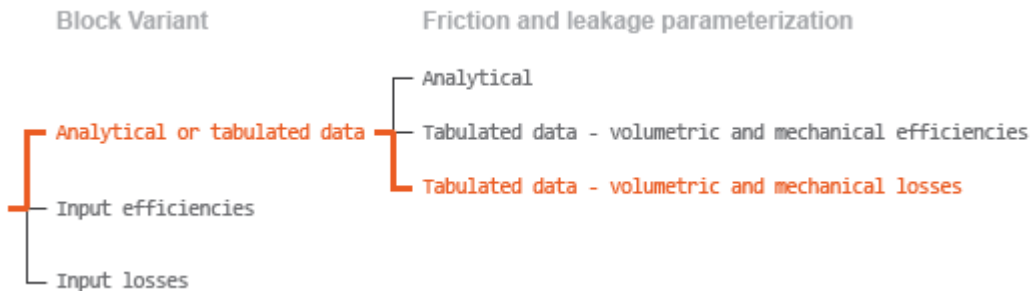 Block Variant
Friction and leakage parameterization
Analytical
Analytical or tabulated data
Tabulated data - volumetric and mechanical efficiencies
Tabulated data - volumetric and mechanical losses
Input efficiencies
Input losses